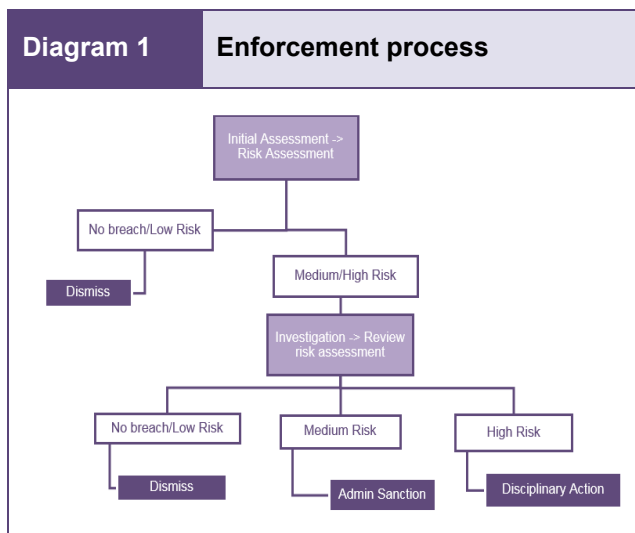 Diagram 1
Enforcement process
Initial Assessment ->
Risk Assessment
No breach/Low Risk
Dismiss
Medium/High Risk
Investigation -> Review
risk assessment
No breach/Low Risk
Medium Risk
High Risk
Dismiss
Admin Sanction
Disciplinary Action